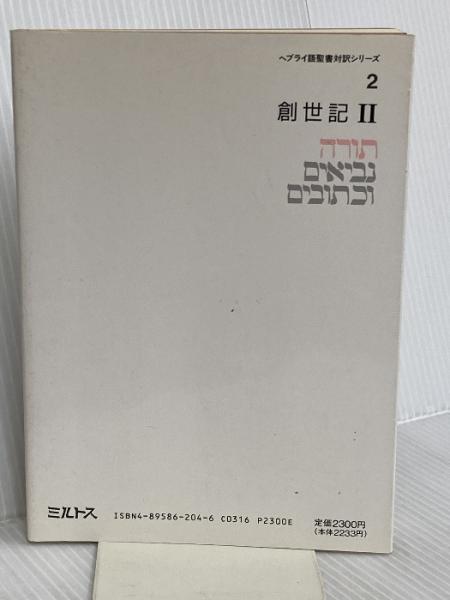 ヘブライ語聖書対訳シリーズ
2
創世記 II
תורה
נביאים
וכתובים
ミルトス ISBN4-89586-204-6 C0316 P2300E 定価2300円
(本体2233円)